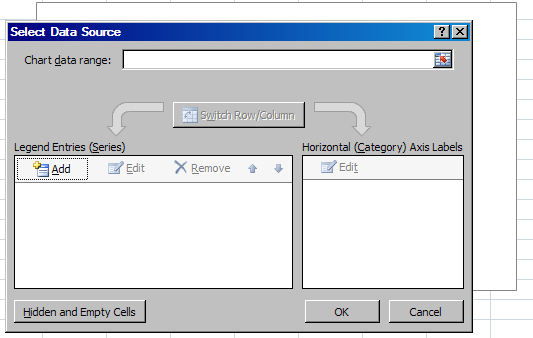 Select Data Source
Chart data range:
Switch Row/Column
Legend Entries (Series)
Horizontal (Category) Axis Labels
Add Edit Remove
Edit
Hidden and Empty Cells
OK
Cancel